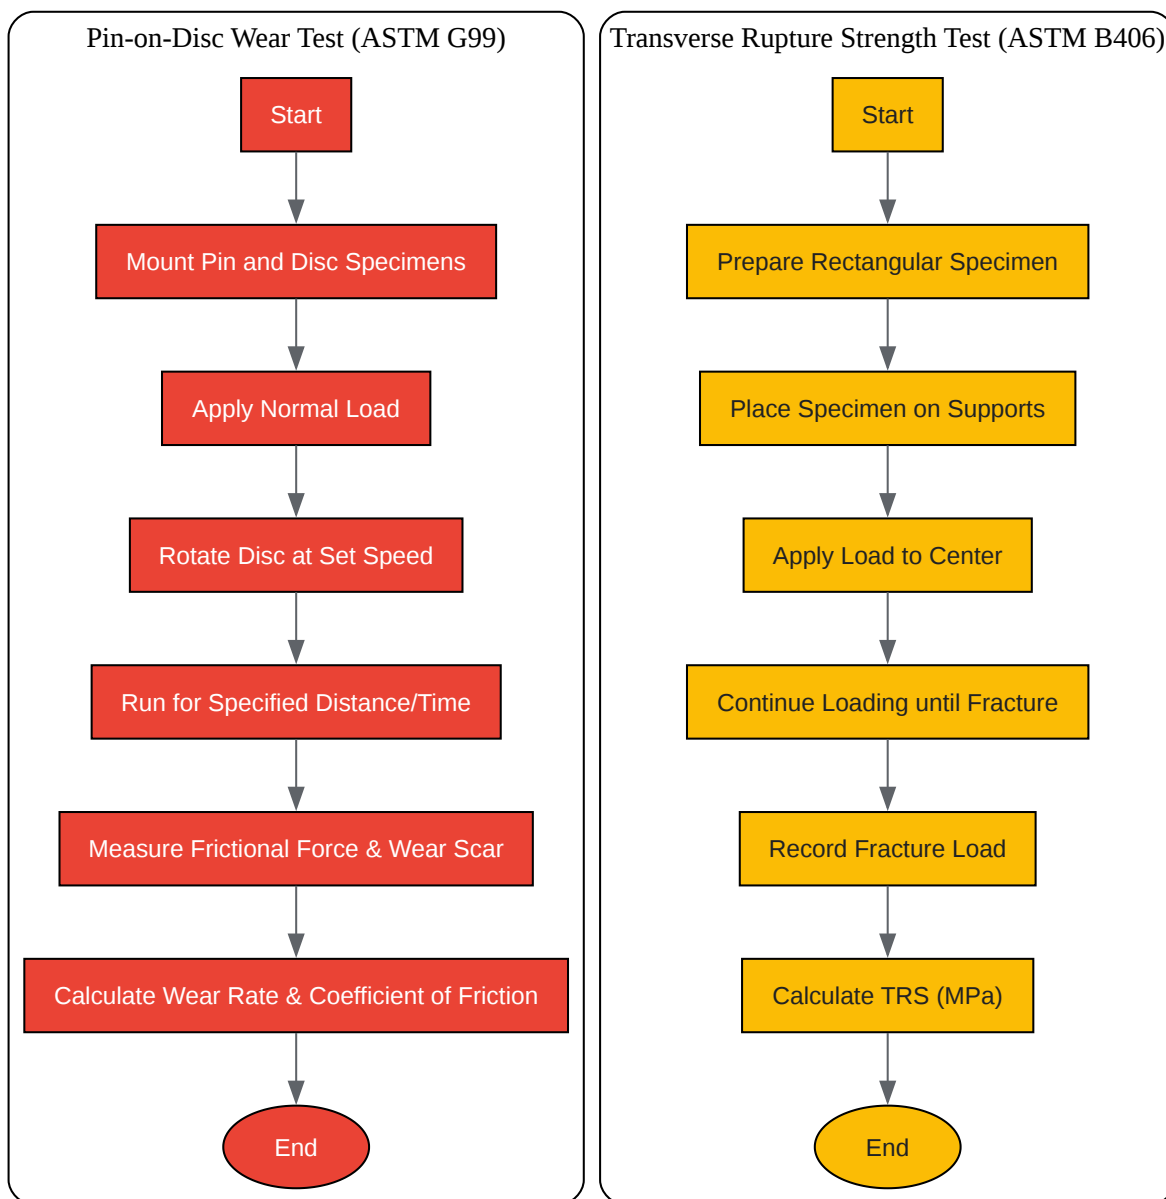 Pin-on-Disc Wear Test (ASTM G99)
Start
Mount Pin and Disc Specimens
Apply Normal Load
Rotate Disc at Set Speed
Run for Specified Distance/Time
Measure Frictional Force & Wear Scar
Calculate Wear Rate & Coefficient of Friction
End
Transverse Rupture Strength Test (ASTM B406)
Start
Prepare Rectangular Specimen
Place Specimen on Supports
Apply Load to Center
Continue Loading until Fracture
Record Fracture Load
Calculate TRS (MPa)
End